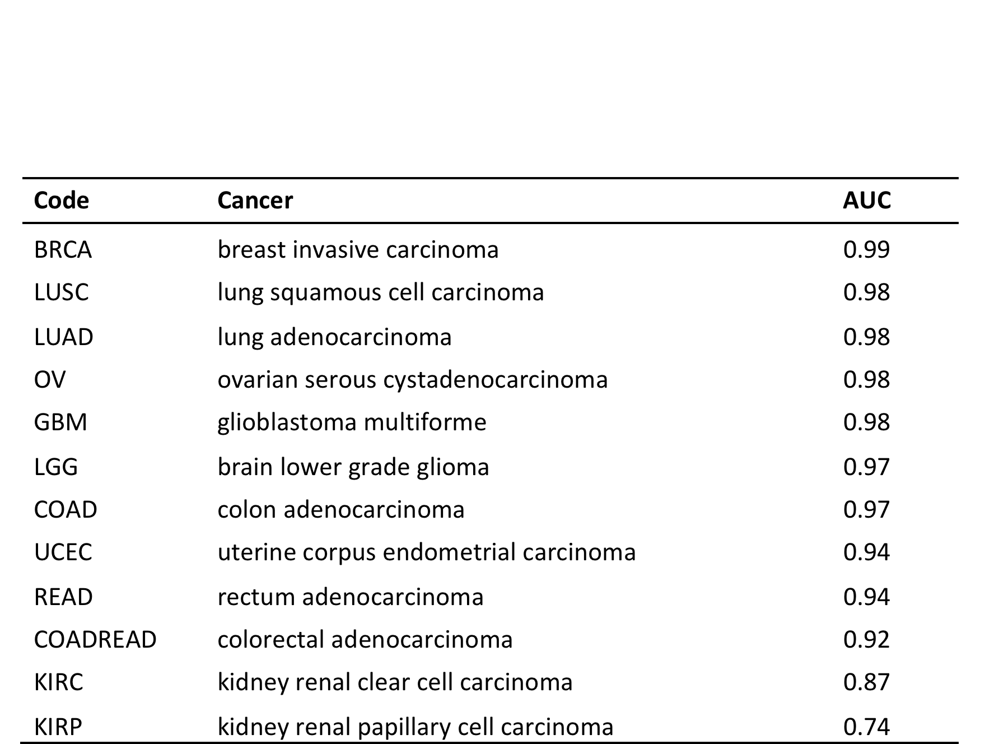 Code Cancer AUC
BRCA breast invasive carcinoma 0.99
LUSC lung squamous cell carcinoma 0.98
LUAD lung adenocarcinoma 0.98
OV ovarian serous cystadenocarcinoma 0.98
GBM glioblastoma multiforme 0.98
LGG brain lower grade glioma 0.97
COAD colon adenocarcinoma 0.97
UCEC uterine corpus endometrial carcinoma 0.94
READ rectum adenocarcinoma 0.94
COADREAD colorectal adenocarcinoma 0.92
KIRC kidney renal clear cell carcinoma 0.87
KIRP kidney renal papillary cell carcinoma 0.74